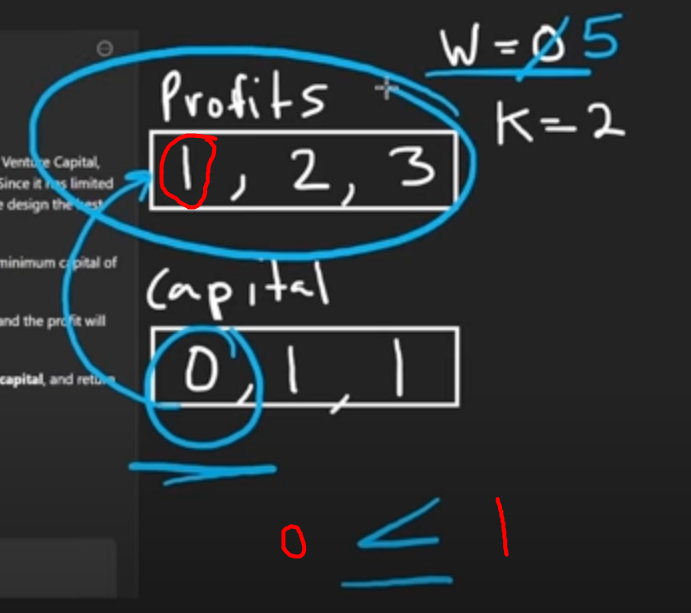 W = 0 5
Profits
K = 2
1, 2, 3
Venture Capital,
Since it has limited
design the best
minimum capital of
Capital
and the profit will
0, 1, 1
capital, and return
0 ≤ 1